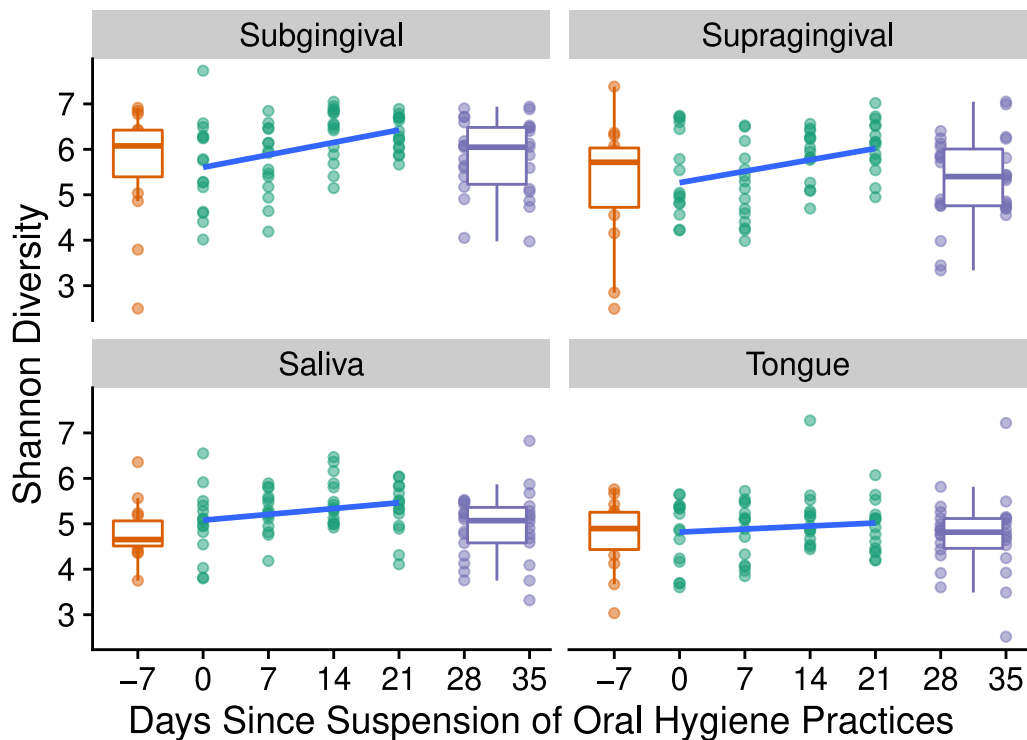 Subgingival
Supragingival
7
6
5
4
3
Saliva
Tongue
7
6
5
4
3
−7 0 7 14 21 28 35
−7 0 7 14 21 28 35
Shannon Diversity
Days Since Suspension of Oral Hygiene Practices